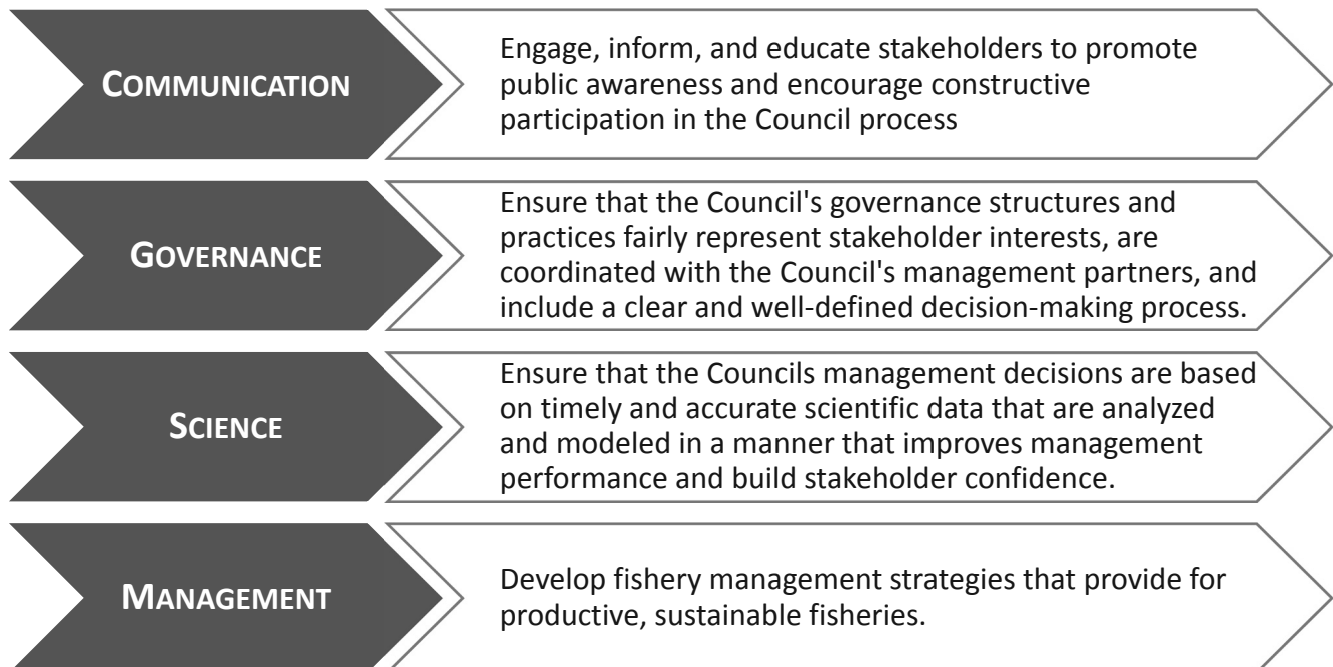 COMMUNICATION
Engage, inform, and educate stakeholders to promote
public awareness and encourage constructive
participation in the Council process
GOVERNANCE
Ensure that the Council's governance structures and
practices fairly represent stakeholder interests, are
coordinated with the Council's management partners, and
include a clear and well-defined decision-making process.
SCIENCE
Ensure that the Councils management decisions are based
on timely and accurate scientific data that are analyzed
and modeled in a manner that improves management
performance and build stakeholder confidence.
MANAGEMENT
Develop fishery management strategies that provide for
productive, sustainable fisheries.